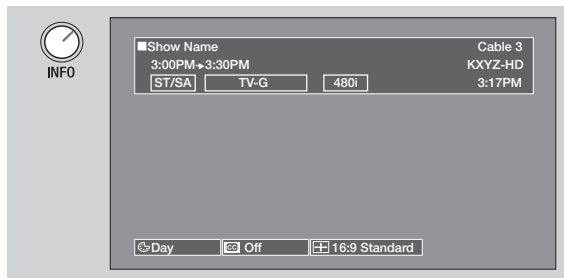 INFO
■Show Name Cable 3
3:00PM→3:30PM KXYZ-HD
ST/SA TV-G 480i 3:17PM
Day CC Off 16:9 Standard